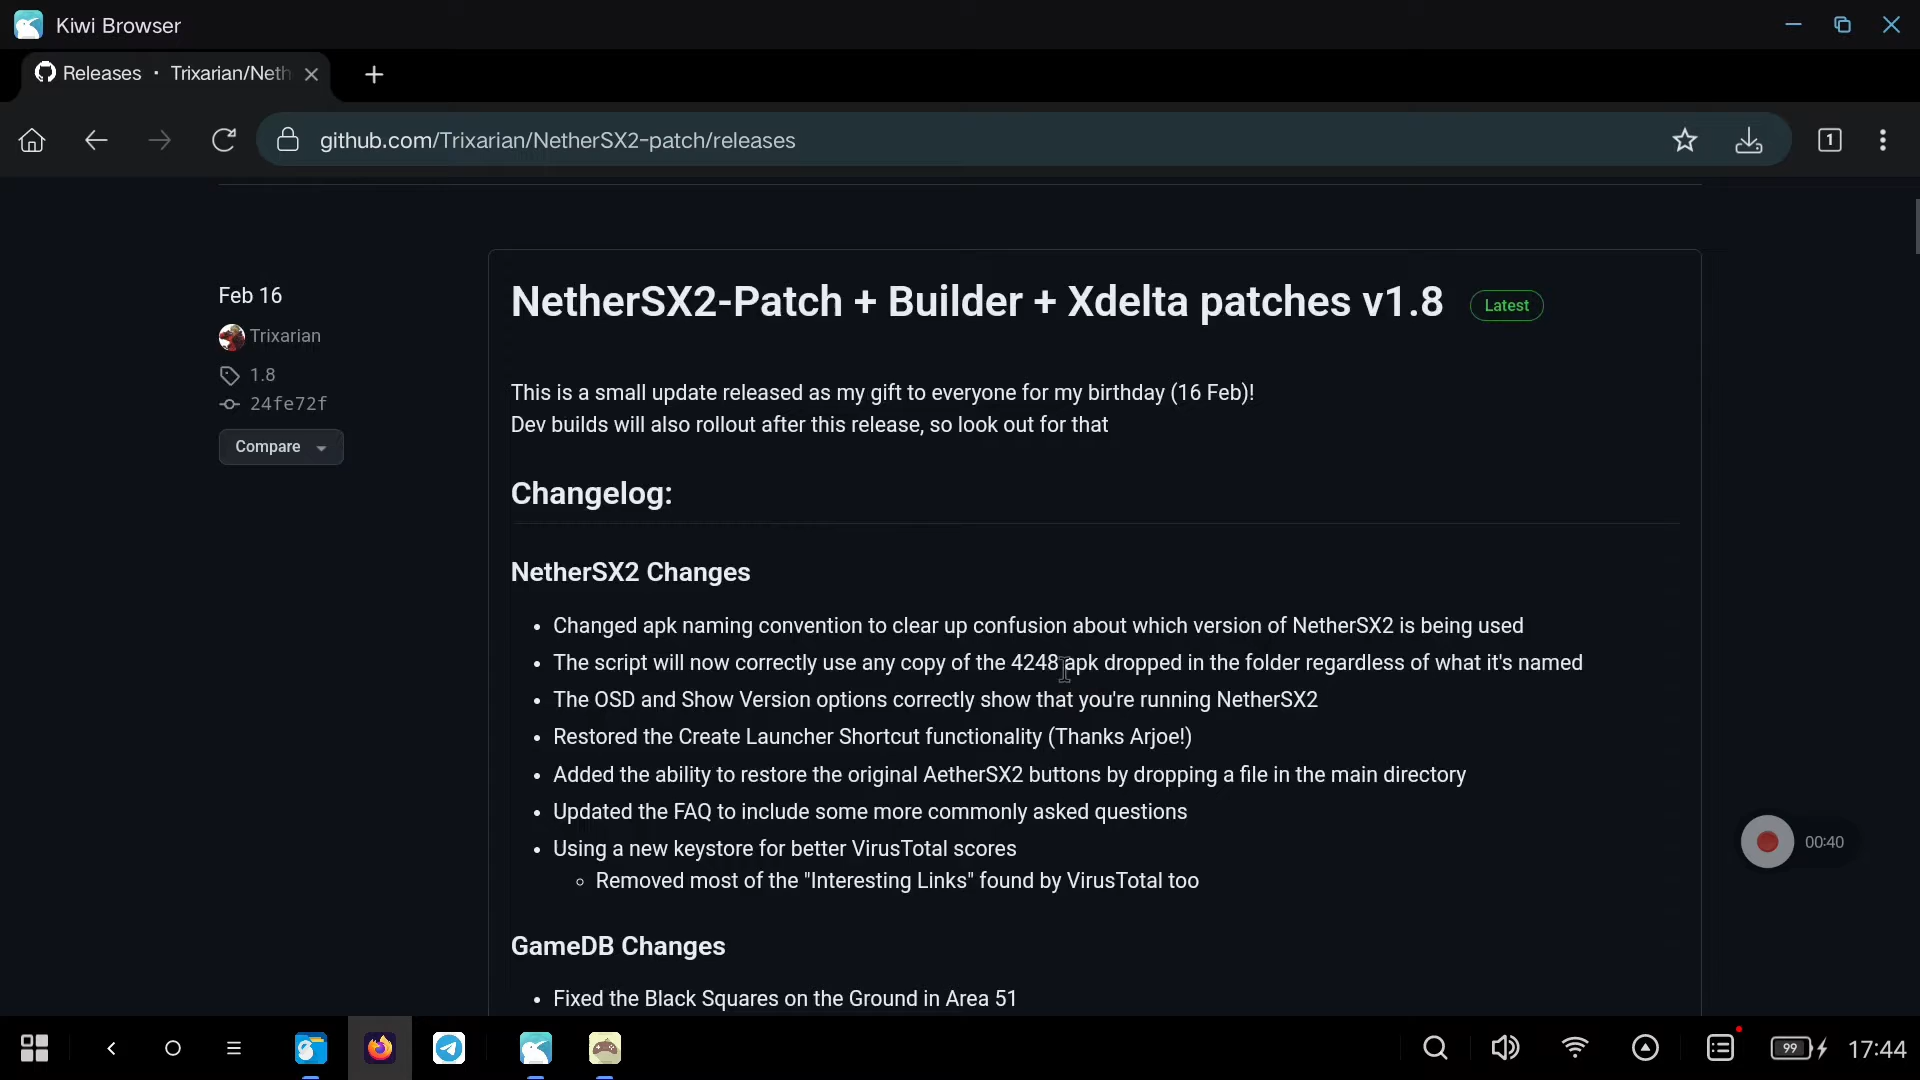 Kiwi Browser
Releases · Trixarian/Neth
github.com/Trixarian/NetherSX2-patch/releases
1
Feb 16
Trixarian
1.8
24fe72f
Compare
NetherSX2-Patch + Builder + Xdelta patches v1.8 Latest
This is a small update released as my gift to everyone for my birthday (16 Feb)!
Dev builds will also rollout after this release, so look out for that
Changelog:
NetherSX2 Changes
• Changed apk naming convention to clear up confusion about which version of NetherSX2 is being used
• The script will now correctly use any copy of the 4248 apk dropped in the folder regardless of what it's named
• The OSD and Show Version options correctly show that you're running NetherSX2
• Restored the Create Launcher Shortcut functionality (Thanks Arjoe!)
• Added the ability to restore the original AetherSX2 buttons by dropping a file in the main directory
• Updated the FAQ to include some more commonly asked questions
• Using a new keystore for better VirusTotal scores
◦ Removed most of the "Interesting Links" found by VirusTotal too
00:40
GameDB Changes
• Fixed the Black Squares on the Ground in Area 51
99
17:44